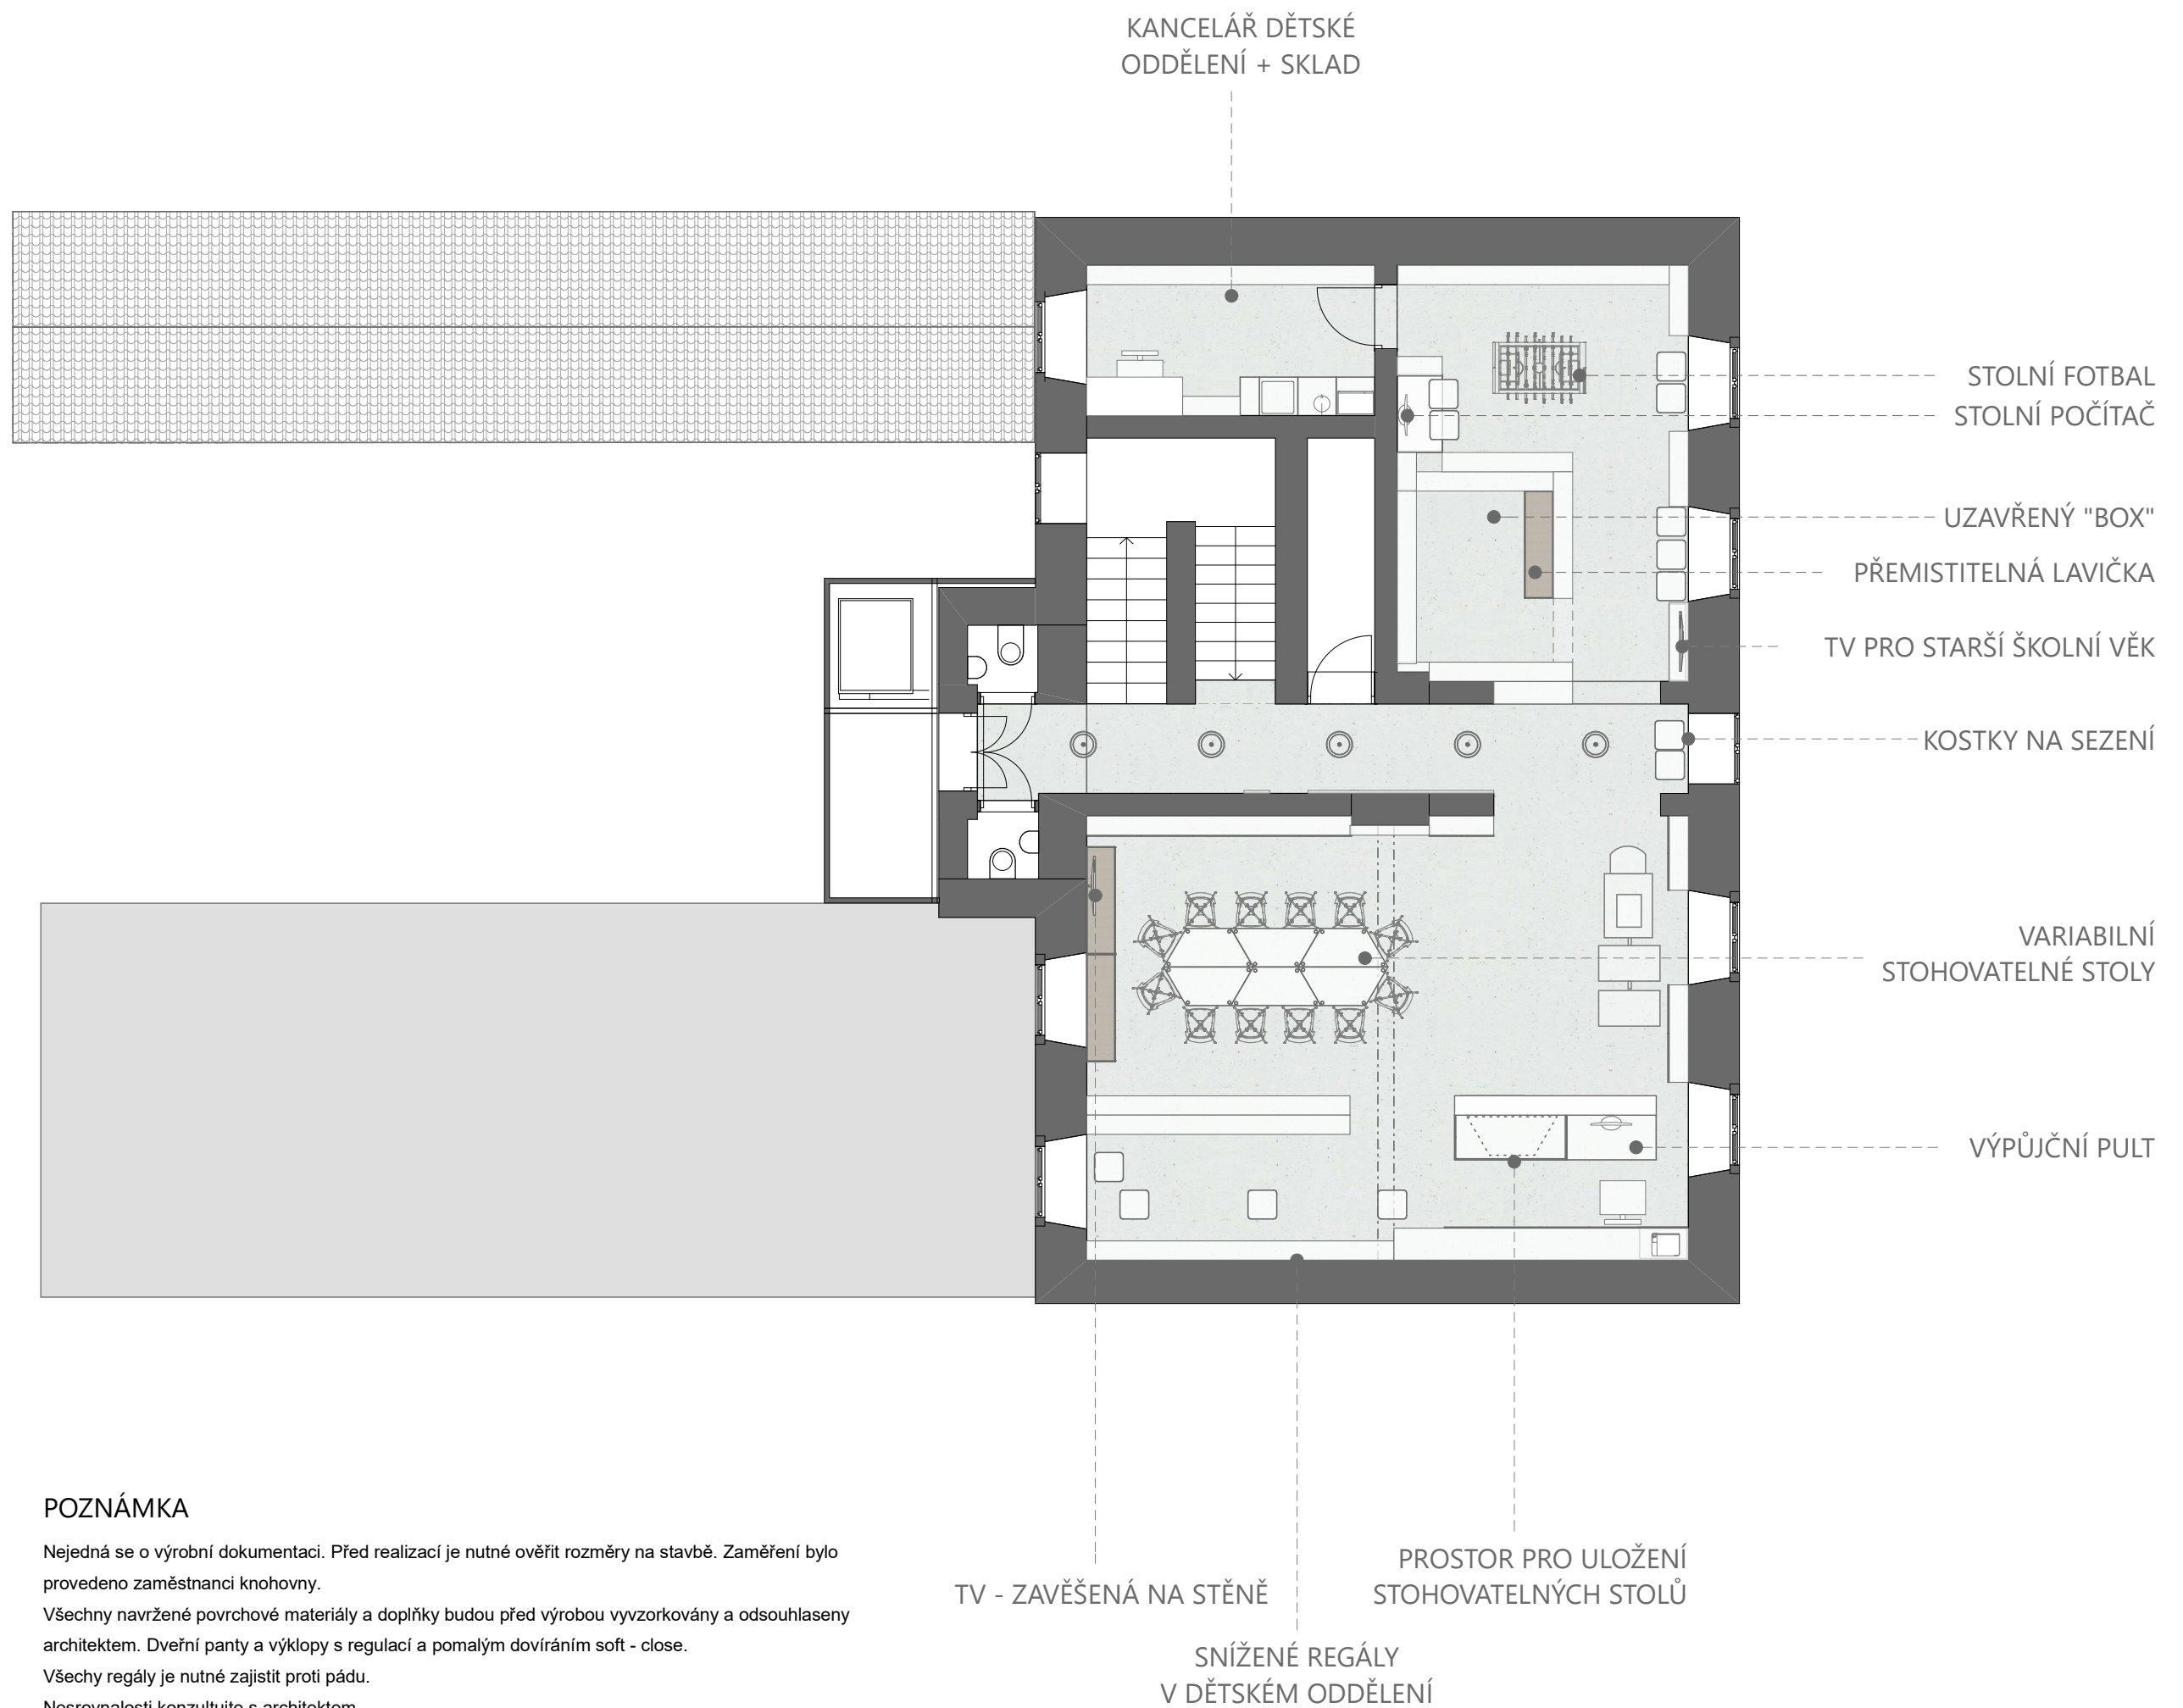 KANCELÁŘ DĚTSKÉ
ODDĚLENÍ + SKLAD
STOLNÍ FOTBAL
STOLNÍ POČÍTAČ
UZAVŘENÝ "BOX"
PŘEMISTITELNÁ LAVIČKA
TV PRO STARŠÍ ŠKOLNÍ VĚK
KOSTKY NA SEZENÍ
VARIABILNÍ
STOHOVATELNÉ STOLY
VÝPŮJČNÍ PULT
PROSTOR PRO ULOŽENÍ
STOHOVATELNÝCH STOLŮ
TV - ZAVĚŠENÁ NA STĚNĚ
SNÍŽENÉ REGÁLY
V DĚTSKÉM ODDĚLENÍ
POZNÁMKA
Nejedná se o výrobní dokumentaci. Před realizací je nutné ověřit rozměry na stavbě. Zaměření bylo
provedeno zaměstnanci knohovny.
Všechny navržené povrchové materiály a doplňky budou před výrobou vyvzorkovány a odsouhlaseny
architektem. Dveřní panty a výklopy s regulací a pomalým dovíráním soft - close.
Všechy regály je nutné zajistit proti pádu.
Nesrovnalosti konzultujte s architektem